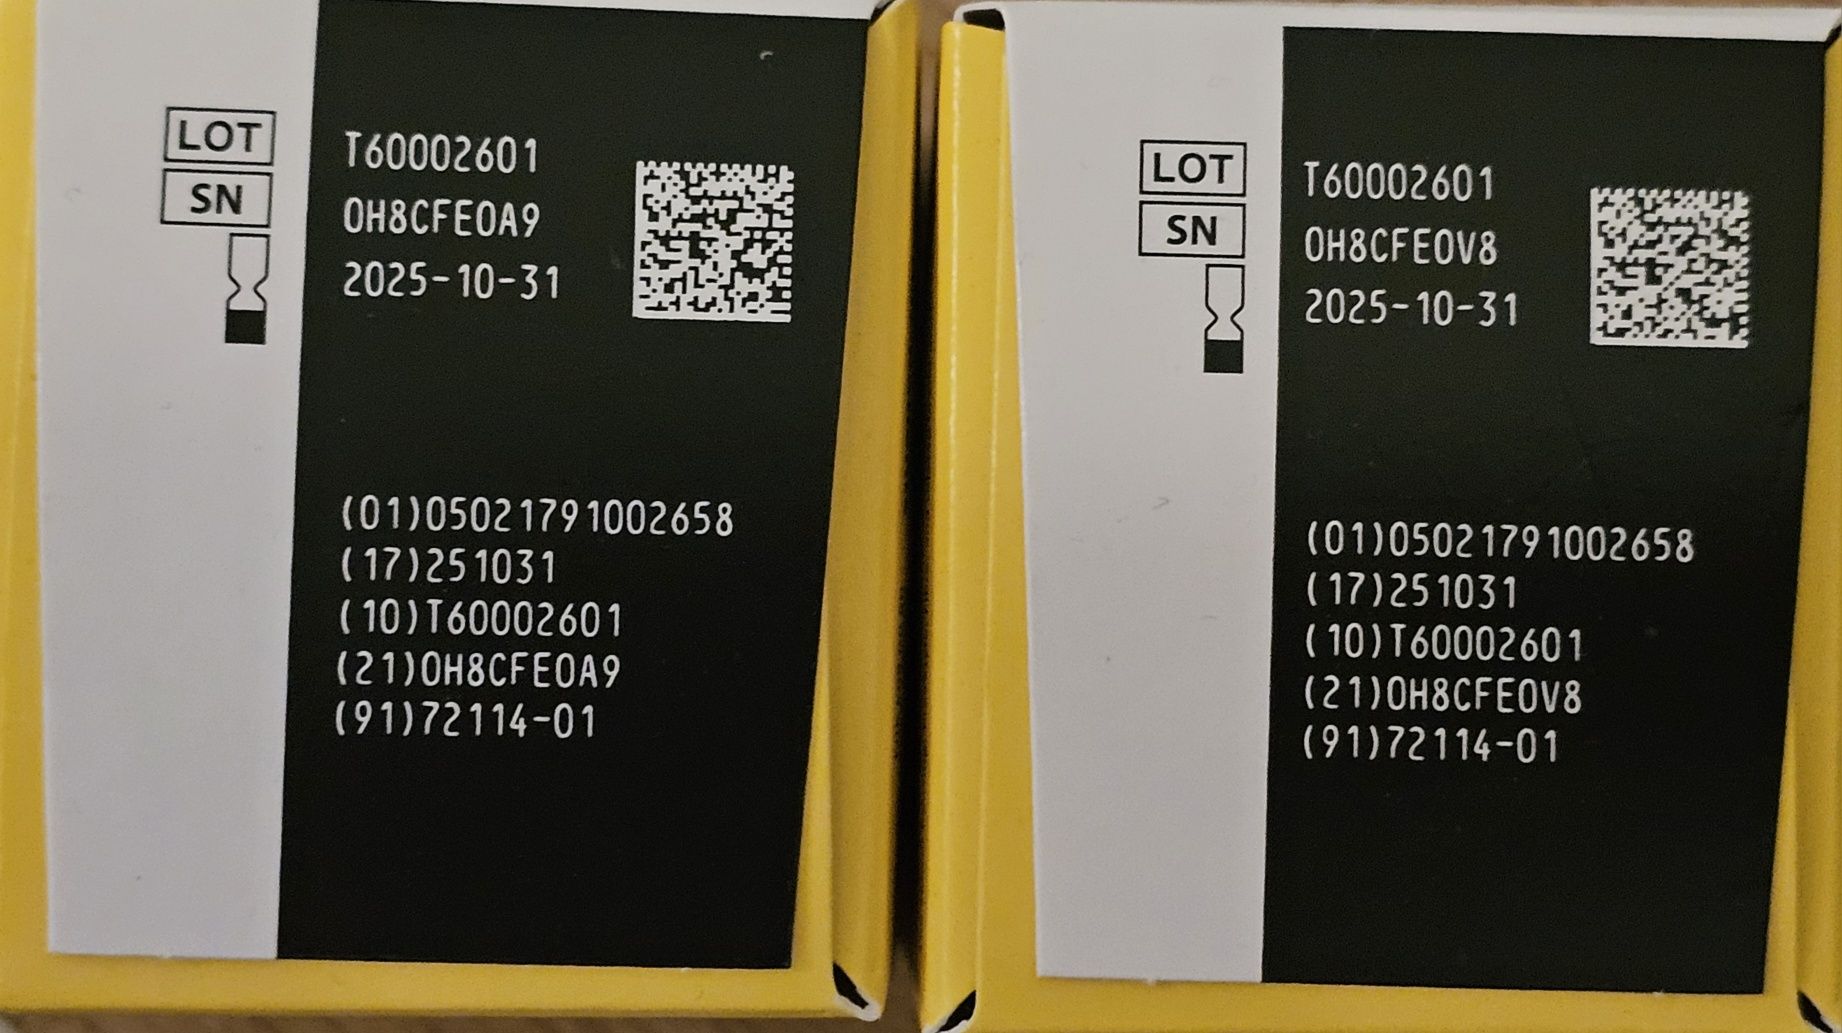 LOT
SN
T60002601
0H8CFE0A9
2025-10-31
(01)05021791002658
(17)251031
(10)T60002601
(21)0H8CFE0A9
(91)72114-01
LOT
SN
T60002601
0H8CFE0V8
2025-10-31
(01)05021791002658
(17)251031
(10)T60002601
(21)0H8CFE0V8
(91)72114-01